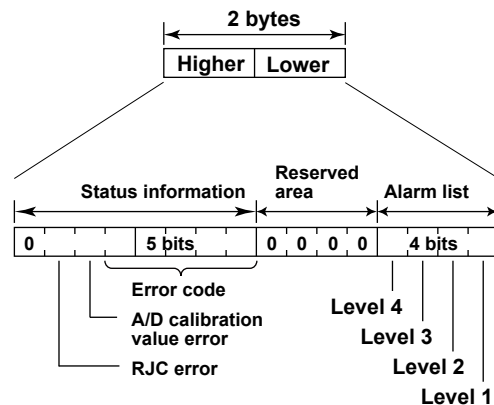 2 bytes
Higher Lower
Status information
Reserved
area
Alarm list
0 5 bits 0 0 0 0 4 bits
Error code
A/D calibration
value error
RJC error
Level 4
Level 3
Level 2
Level 1